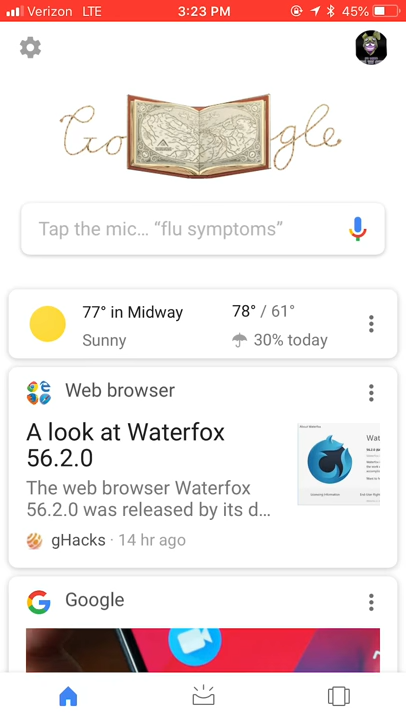 Verizon LTE 3:23 PM 45%
Google
Tap the mic... “flu symptoms”
77° in Midway 78° / 61°
Sunny 30% today
Web browser
A look at Waterfox
56.2.0
The web browser Waterfox
56.2.0 was released by its d...
gHacks · 14 hr ago
Google